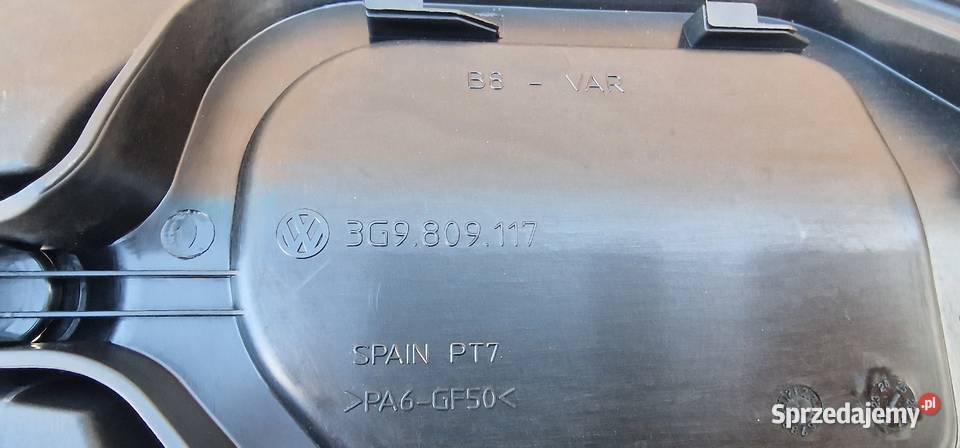 B8 - VAR
3G9.809.117
SPAIN PT7
>PA6-GF50<
Sprzedajemy.pl